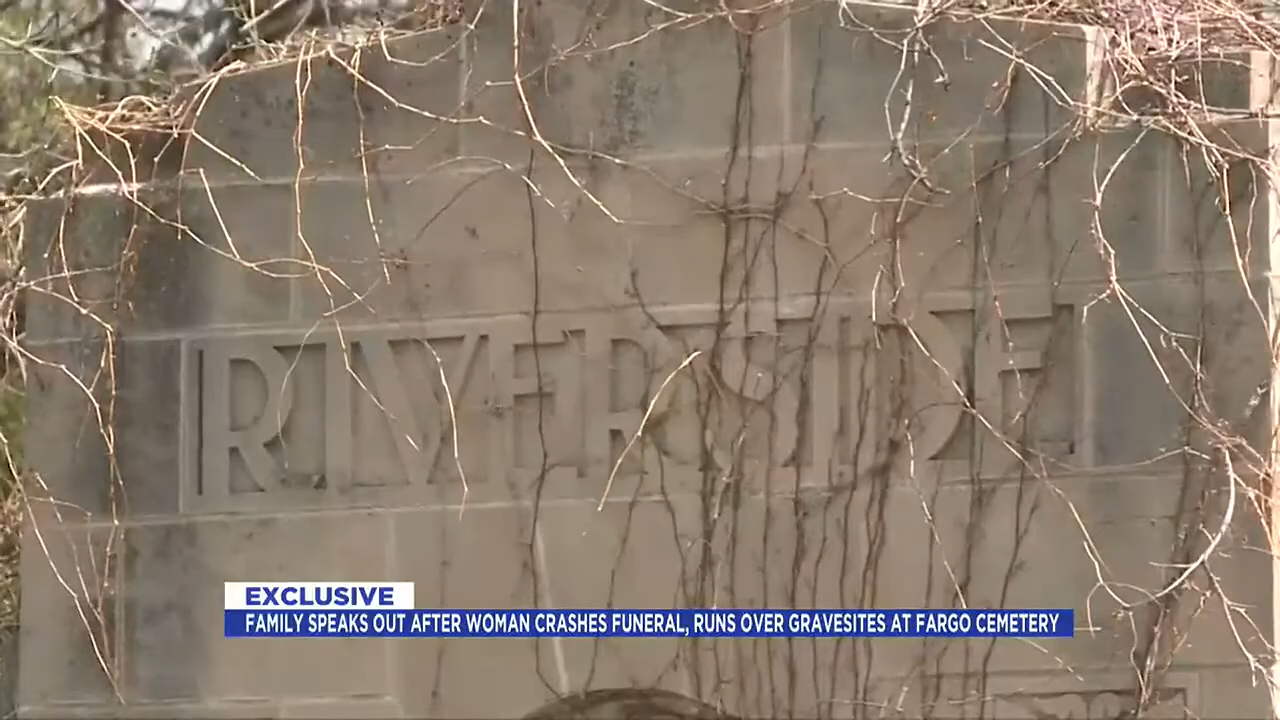 RIVERSIDE
EXCLUSIVE
FAMILY SPEAKS OUT AFTER WOMAN CRASHES FUNERAL, RUNS OVER GRAVESITES AT FARGO CEMETERY